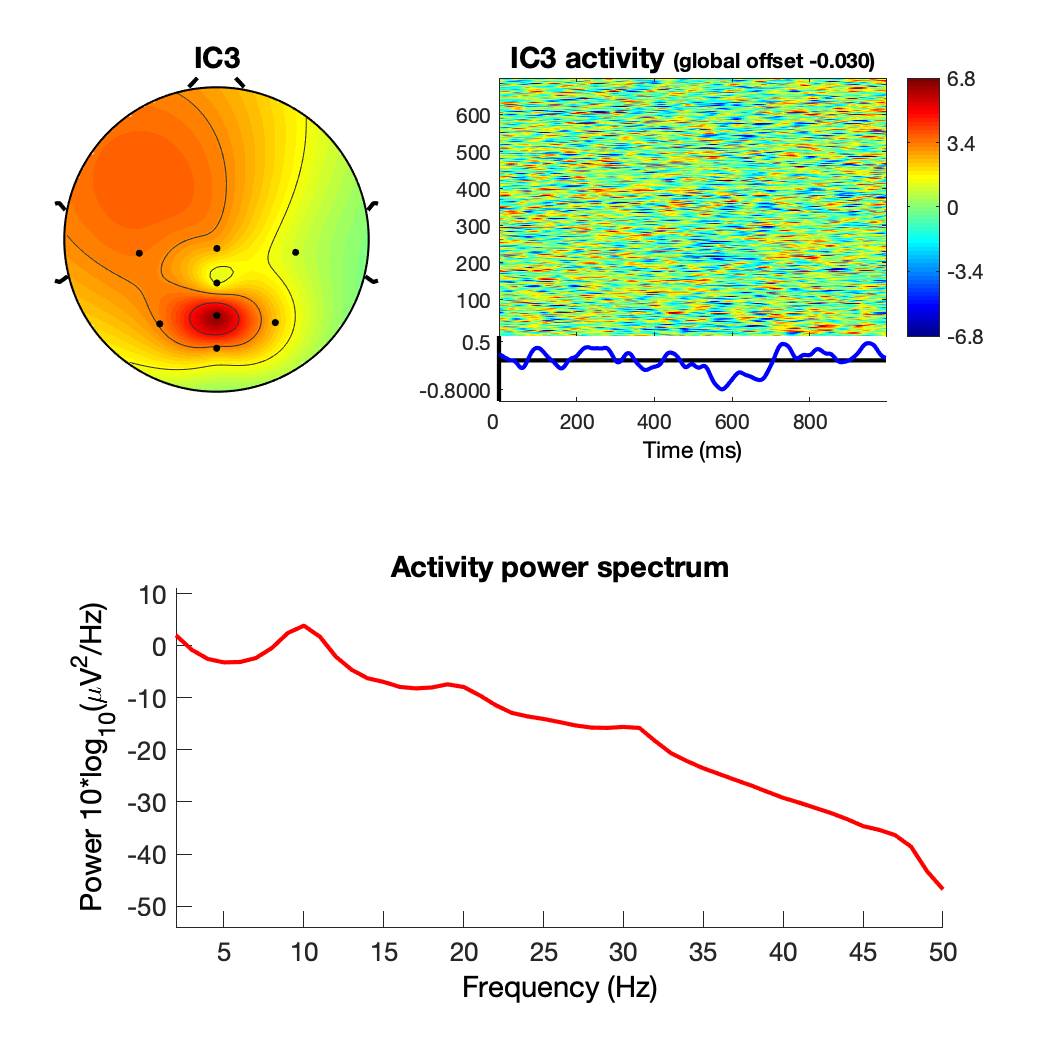 IC3
IC3 activity (global offset -0.030)
600
500
400
300
200
100
0.5
-0.8000
0 200 400 600 800
Time (ms)
6.8
3.4
0
-3.4
-6.8
Activity power spectrum
Power 10*log10(μV2/Hz)
10
0
-10
-20
-30
-40
-50
5 10 15 20 25 30 35 40 45 50
Frequency (Hz)